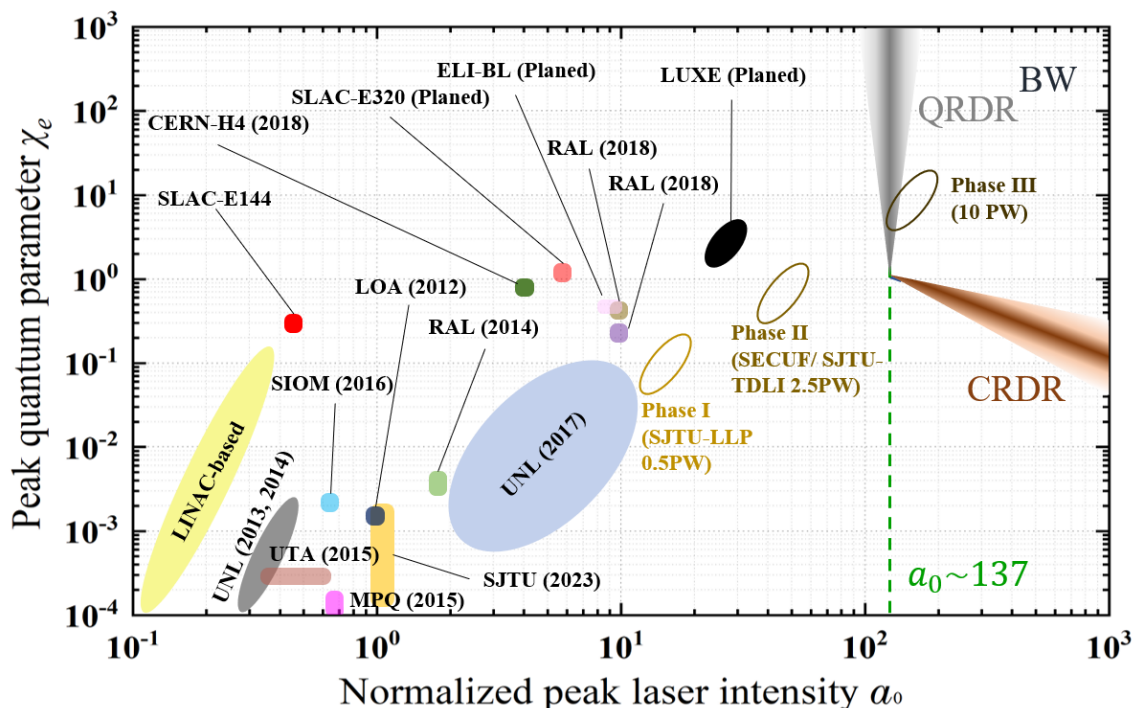 Peak quantum parameter χₑ
10³
10²
10¹
10⁰
10⁻¹
10⁻²
10⁻³
10⁻⁴
ELI-BL (Planed)
LUXE (Planed)
SLAC-E320 (Planed)
CERN-H4 (2018)
RAL (2018)
RAL (2018)
SLAC-E144
BW
QRDR
Phase III
(10 PW)
LOA (2012)
RAL (2014)
Phase II
(SECUF/ SJTU-
TDLI 2.5PW)
SIOM (2016)
CRDR
Phase I
(SJTU-LLP
0.5PW)
LINAC-based
UNL (2013, 2014)
UNL (2017)
UTA (2015)
SJTU (2023)
MPQ (2015)
a₀~137
10⁻¹
10⁰
10¹
10²
10³
Normalized peak laser intensity a₀